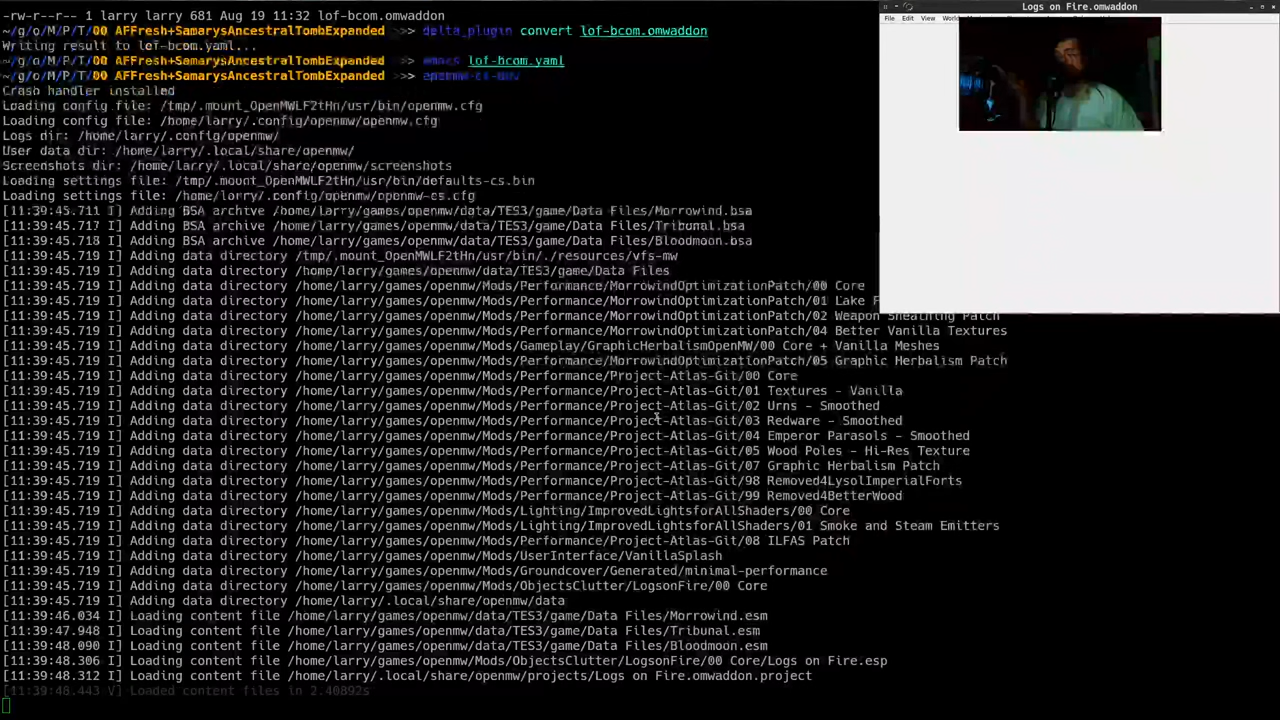 -rw-r--r-- 1 larry larry 681 Aug 19 11:32 lof-bcom.omwaddon
~/g/o/M/P/T/00 AFFresh+SamarysAncestralTombExpanded >>> delta_plugin convert lof-bcom.omwaddon
Writing result to lof-bcom.yaml...
~/g/o/M/P/T/00 AFFresh+SamarysAncestralTombExpanded >>> emacs lof-bcom.yaml
~/g/o/M/P/T/00 AFFresh+SamarysAncestralTombExpanded >>> openmw-cs-dev
Crash handler installed
Loading config file: /tmp/.mount_OpenMWLF2tHn/usr/bin/openmw.cfg
Loading config file: /home/larry/.config/openmw/openmw.cfg
Logs dir: /home/larry/.config/openmw/
User data dir: /home/larry/.local/share/openmw/
Screenshots dir: /home/larry/.local/share/openmw/screenshots
Loading settings file: /tmp/.mount_OpenMWLF2tHn/usr/bin/defaults-cs.bin
Loading settings file: /home/larry/.config/openmw/openmw-cs.cfg
[11:39:45.711 I] Adding BSA archive /home/larry/games/openmw/data/TES3/game/Data Files/Morrowind.bsa
[11:39:45.717 I] Adding BSA archive /home/larry/games/openmw/data/TES3/game/Data Files/Tribunal.bsa
[11:39:45.718 I] Adding BSA archive /home/larry/games/openmw/data/TES3/game/Data Files/Bloodmoon.bsa
[11:39:45.719 I] Adding data directory /tmp/.mount_OpenMWLF2tHn/usr/bin/./resources/vfs-mw
[11:39:45.719 I] Adding data directory /home/larry/games/openmw/data/TES3/game/Data Files
[11:39:45.719 I] Adding data directory /home/larry/games/openmw/Mods/Performance/MorrowindOptimizationPatch/00 Core
[11:39:45.719 I] Adding data directory /home/larry/games/openmw/Mods/Performance/MorrowindOptimizationPatch/01 Lake F
[11:39:45.719 I] Adding data directory /home/larry/games/openmw/Mods/Performance/MorrowindOptimizationPatch/02 Weapon Sheathing Patch
[11:39:45.719 I] Adding data directory /home/larry/games/openmw/Mods/Performance/MorrowindOptimizationPatch/04 Better Vanilla Textures
[11:39:45.719 I] Adding data directory /home/larry/games/openmw/Mods/Gameplay/GraphicHerbalismOpenMW/00 Core + Vanilla Meshes
[11:39:45.719 I] Adding data directory /home/larry/games/openmw/Mods/Performance/MorrowindOptimizationPatch/05 Graphic Herbalism Patch
[11:39:45.719 I] Adding data directory /home/larry/games/openmw/Mods/Performance/Project-Atlas-Git/00 Core
[11:39:45.719 I] Adding data directory /home/larry/games/openmw/Mods/Performance/Project-Atlas-Git/01 Textures - Vanilla
[11:39:45.719 I] Adding data directory /home/larry/games/openmw/Mods/Performance/Project-Atlas-Git/02 Urns - Smoothed
[11:39:45.719 I] Adding data directory /home/larry/games/openmw/Mods/Performance/Project-Atlas-Git/03 Redware - Smoothed
[11:39:45.719 I] Adding data directory /home/larry/games/openmw/Mods/Performance/Project-Atlas-Git/04 Emperor Parasols - Smoothed
[11:39:45.719 I] Adding data directory /home/larry/games/openmw/Mods/Performance/Project-Atlas-Git/05 Wood Poles - Hi-Res Texture
[11:39:45.719 I] Adding data directory /home/larry/games/openmw/Mods/Performance/Project-Atlas-Git/07 Graphic Herbalism Patch
[11:39:45.719 I] Adding data directory /home/larry/games/openmw/Mods/Performance/Project-Atlas-Git/98 Removed4LysolImperialForts
[11:39:45.719 I] Adding data directory /home/larry/games/openmw/Mods/Performance/Project-Atlas-Git/99 Removed4BetterWood
[11:39:45.719 I] Adding data directory /home/larry/games/openmw/Mods/Lighting/ImprovedLightsforAllShaders/00 Core
[11:39:45.719 I] Adding data directory /home/larry/games/openmw/Mods/Lighting/ImprovedLightsforAllShaders/01 Smoke and Steam Emitters
[11:39:45.719 I] Adding data directory /home/larry/games/openmw/Mods/Performance/Project-Atlas-Git/08 ILFAS Patch
[11:39:45.719 I] Adding data directory /home/larry/games/openmw/Mods/UserInterface/VanillaSplash
[11:39:45.719 I] Adding data directory /home/larry/games/openmw/Mods/Groundcover/Generated/minimal-performance
[11:39:45.719 I] Adding data directory /home/larry/games/openmw/Mods/ObjectsClutter/LogsonFire/00 Core
[11:39:45.719 I] Adding data directory /home/larry/.local/share/openmw/data
[11:39:46.034 I] Loading content file /home/larry/games/openmw/data/TES3/game/Data Files/Morrowind.esm
[11:39:47.948 I] Loading content file /home/larry/games/openmw/data/TES3/game/Data Files/Tribunal.esm
[11:39:48.090 I] Loading content file /home/larry/games/openmw/data/TES3/game/Data Files/Bloodmoon.esm
[11:39:48.306 I] Loading content file /home/larry/games/openmw/Mods/ObjectsClutter/LogsonFire/00 Core/Logs on Fire.esp
[11:39:48.312 I] Loading content file /home/larry/.local/share/openmw/projects/Logs on Fire.omwaddon.project
[11:39:48.443 V] Loaded content files in 2.40892s
Logs on Fire.omwaddon
File Edit View World